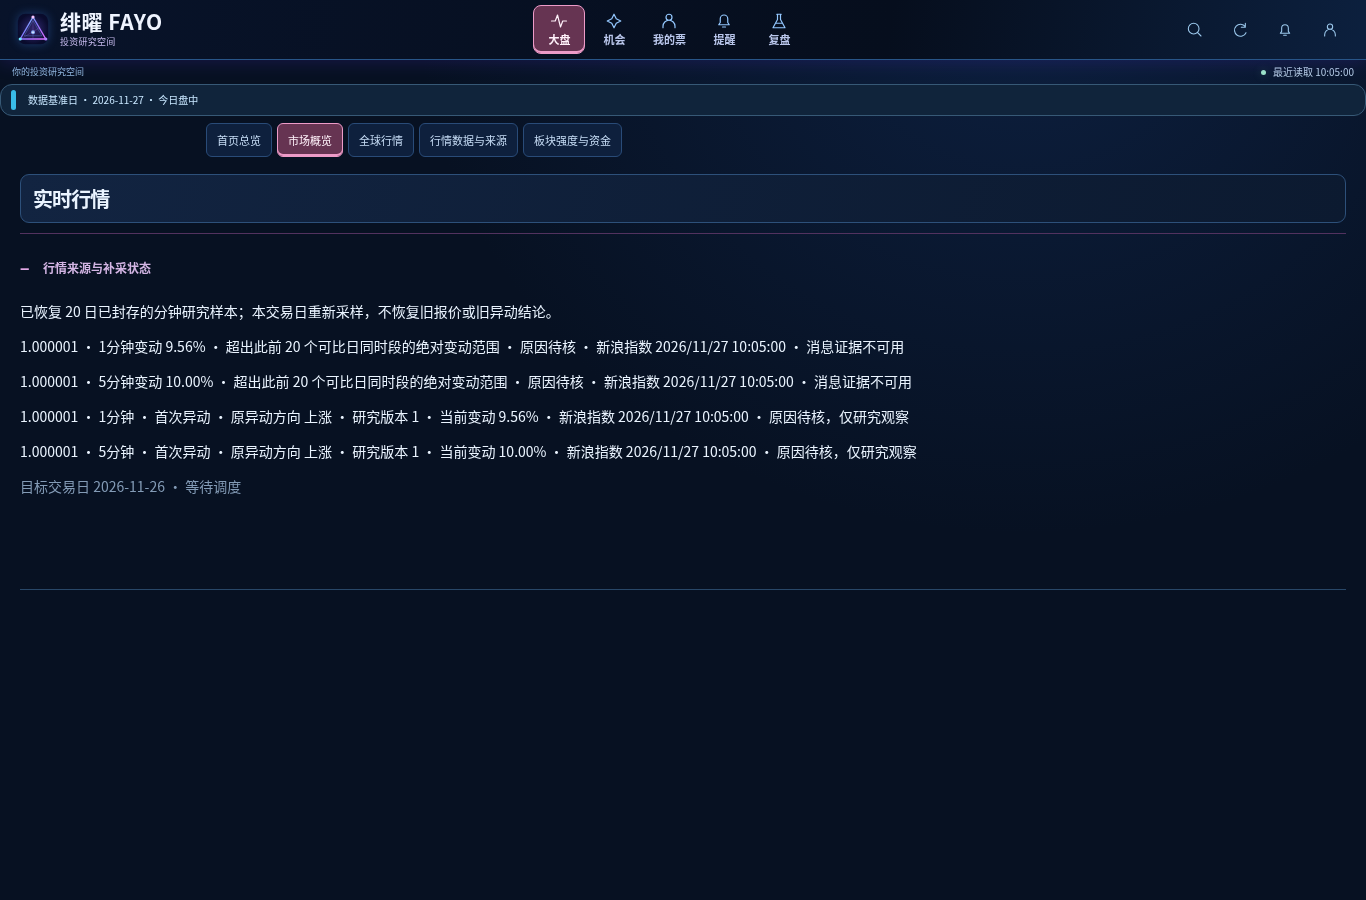 绯曜 FAYO
投资研究空间
大盘
机会
我的票
提醒
复盘
你的投资研究空间
最近读取 10:05:00
数据基准日 · 2026-11-27 · 今日盘中
首页总览
市场概览
全球行情
行情数据与来源
板块强度与资金
实时行情
— 行情来源与补采状态
已恢复 20 日已封存的分钟研究样本；本交易日重新采样，不恢复旧报价或旧异动结论。
1.000001 · 1分钟变动 9.56% · 超出此前 20 个可比日同时段的绝对变动范围 · 原因待核 · 新浪指数 2026/11/27 10:05:00 · 消息证据不可用
1.000001 · 5分钟变动 10.00% · 超出此前 20 个可比日同时段的绝对变动范围 · 原因待核 · 新浪指数 2026/11/27 10:05:00 · 消息证据不可用
1.000001 · 1分钟 · 首次异动 · 原异动方向 上涨 · 研究版本 1 · 当前变动 9.56% · 新浪指数 2026/11/27 10:05:00 · 原因待核，仅研究观察
1.000001 · 5分钟 · 首次异动 · 原异动方向 上涨 · 研究版本 1 · 当前变动 10.00% · 新浪指数 2026/11/27 10:05:00 · 原因待核，仅研究观察
目标交易日 2026-11-26 · 等待调度